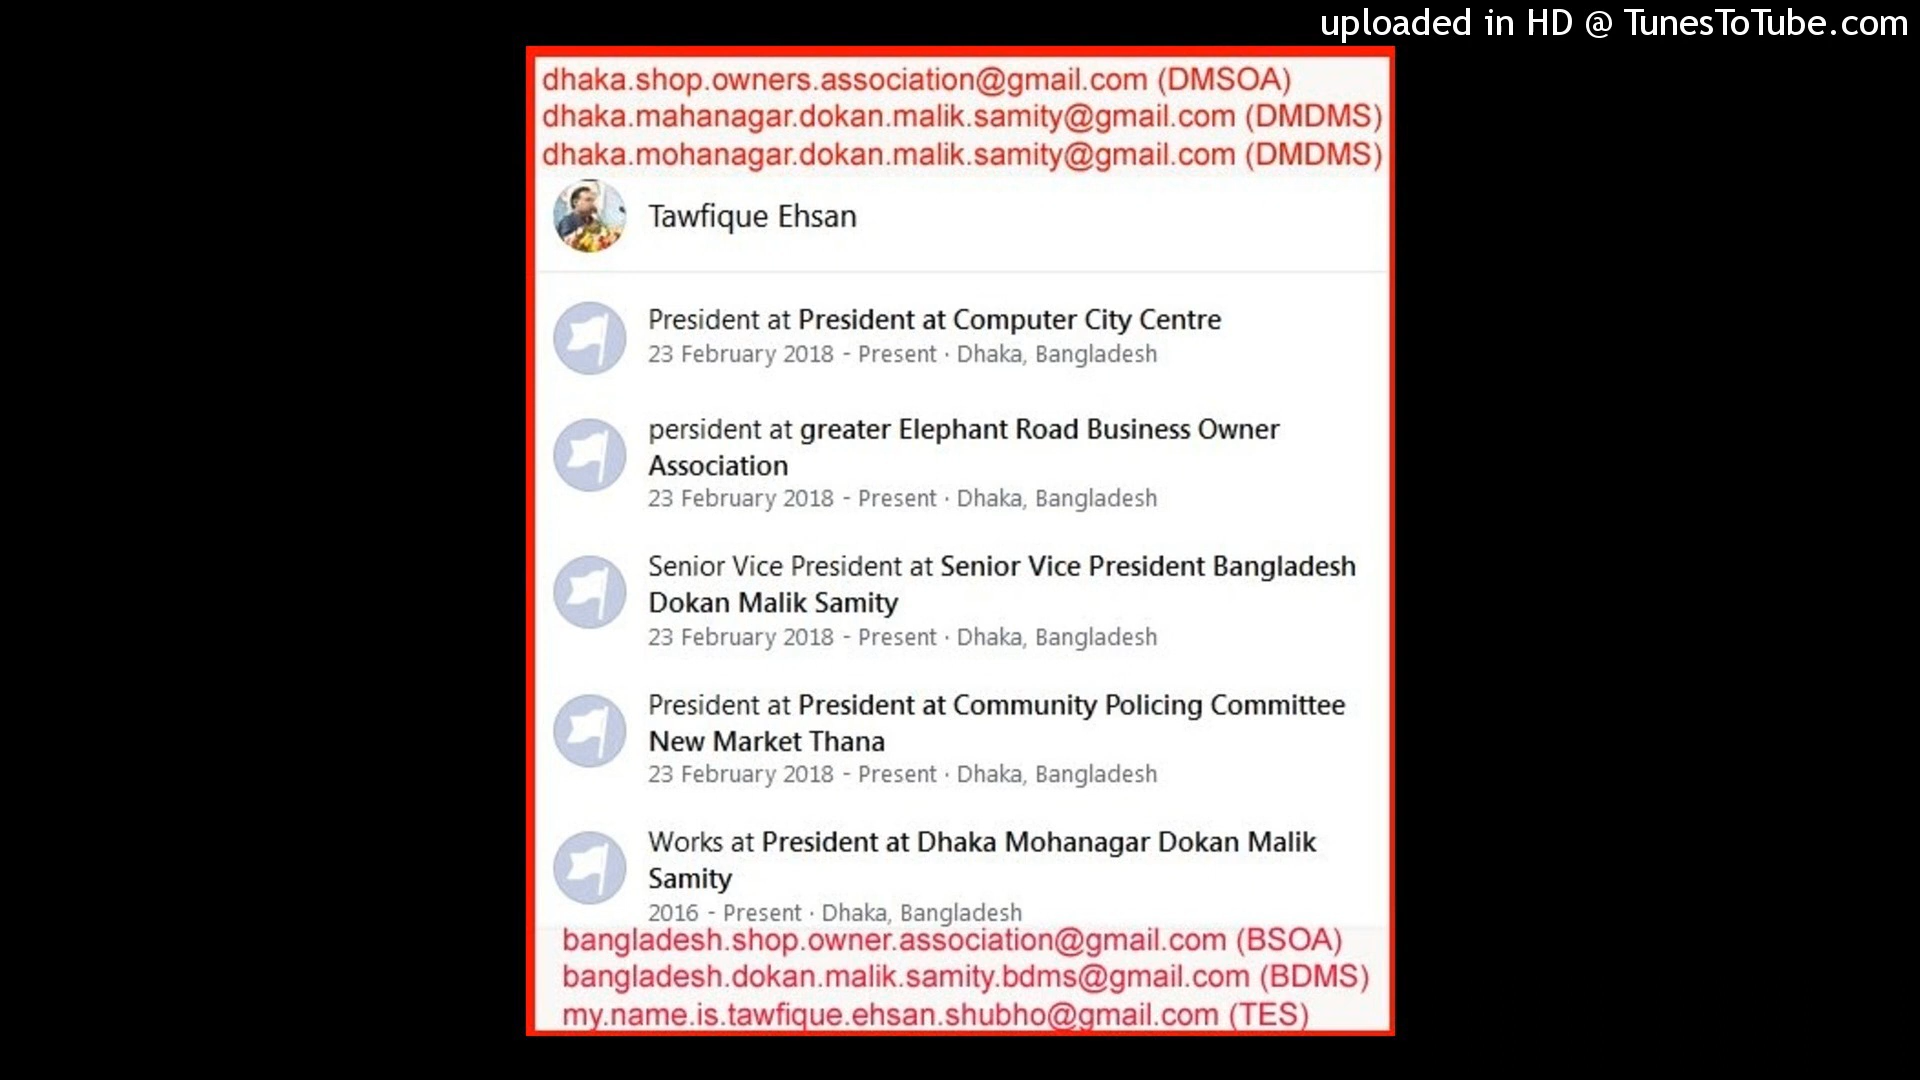 uploaded in HD @ TunesToTube.com
dhaka.shop.owners.association@gmail.com (DMSOA)
dhaka.mahanagar.dokan.malik.samity@gmail.com (DMDMS)
dhaka.mohanagar.dokan.malik.samity@gmail.com (DMDMS)
Tawfique Ehsan
President at President at Computer City Centre
23 February 2018 - Present · Dhaka, Bangladesh
persident at greater Elephant Road Business Owner
Association
23 February 2018 - Present · Dhaka, Bangladesh
Senior Vice President at Senior Vice President Bangladesh
Dokan Malik Samity
23 February 2018 - Present · Dhaka, Bangladesh
President at President at Community Policing Committee
New Market Thana
23 February 2018 - Present · Dhaka, Bangladesh
Works at President at Dhaka Mohanagar Dokan Malik
Samity
2016 - Present · Dhaka, Bangladesh
bangladesh.shop.owner.association@gmail.com (BSOA)
bangladesh.dokan.malik.samity.bdms@gmail.com (BDMS)
my.name.is.tawfique.ehsan.shubho@gmail.com (TES)